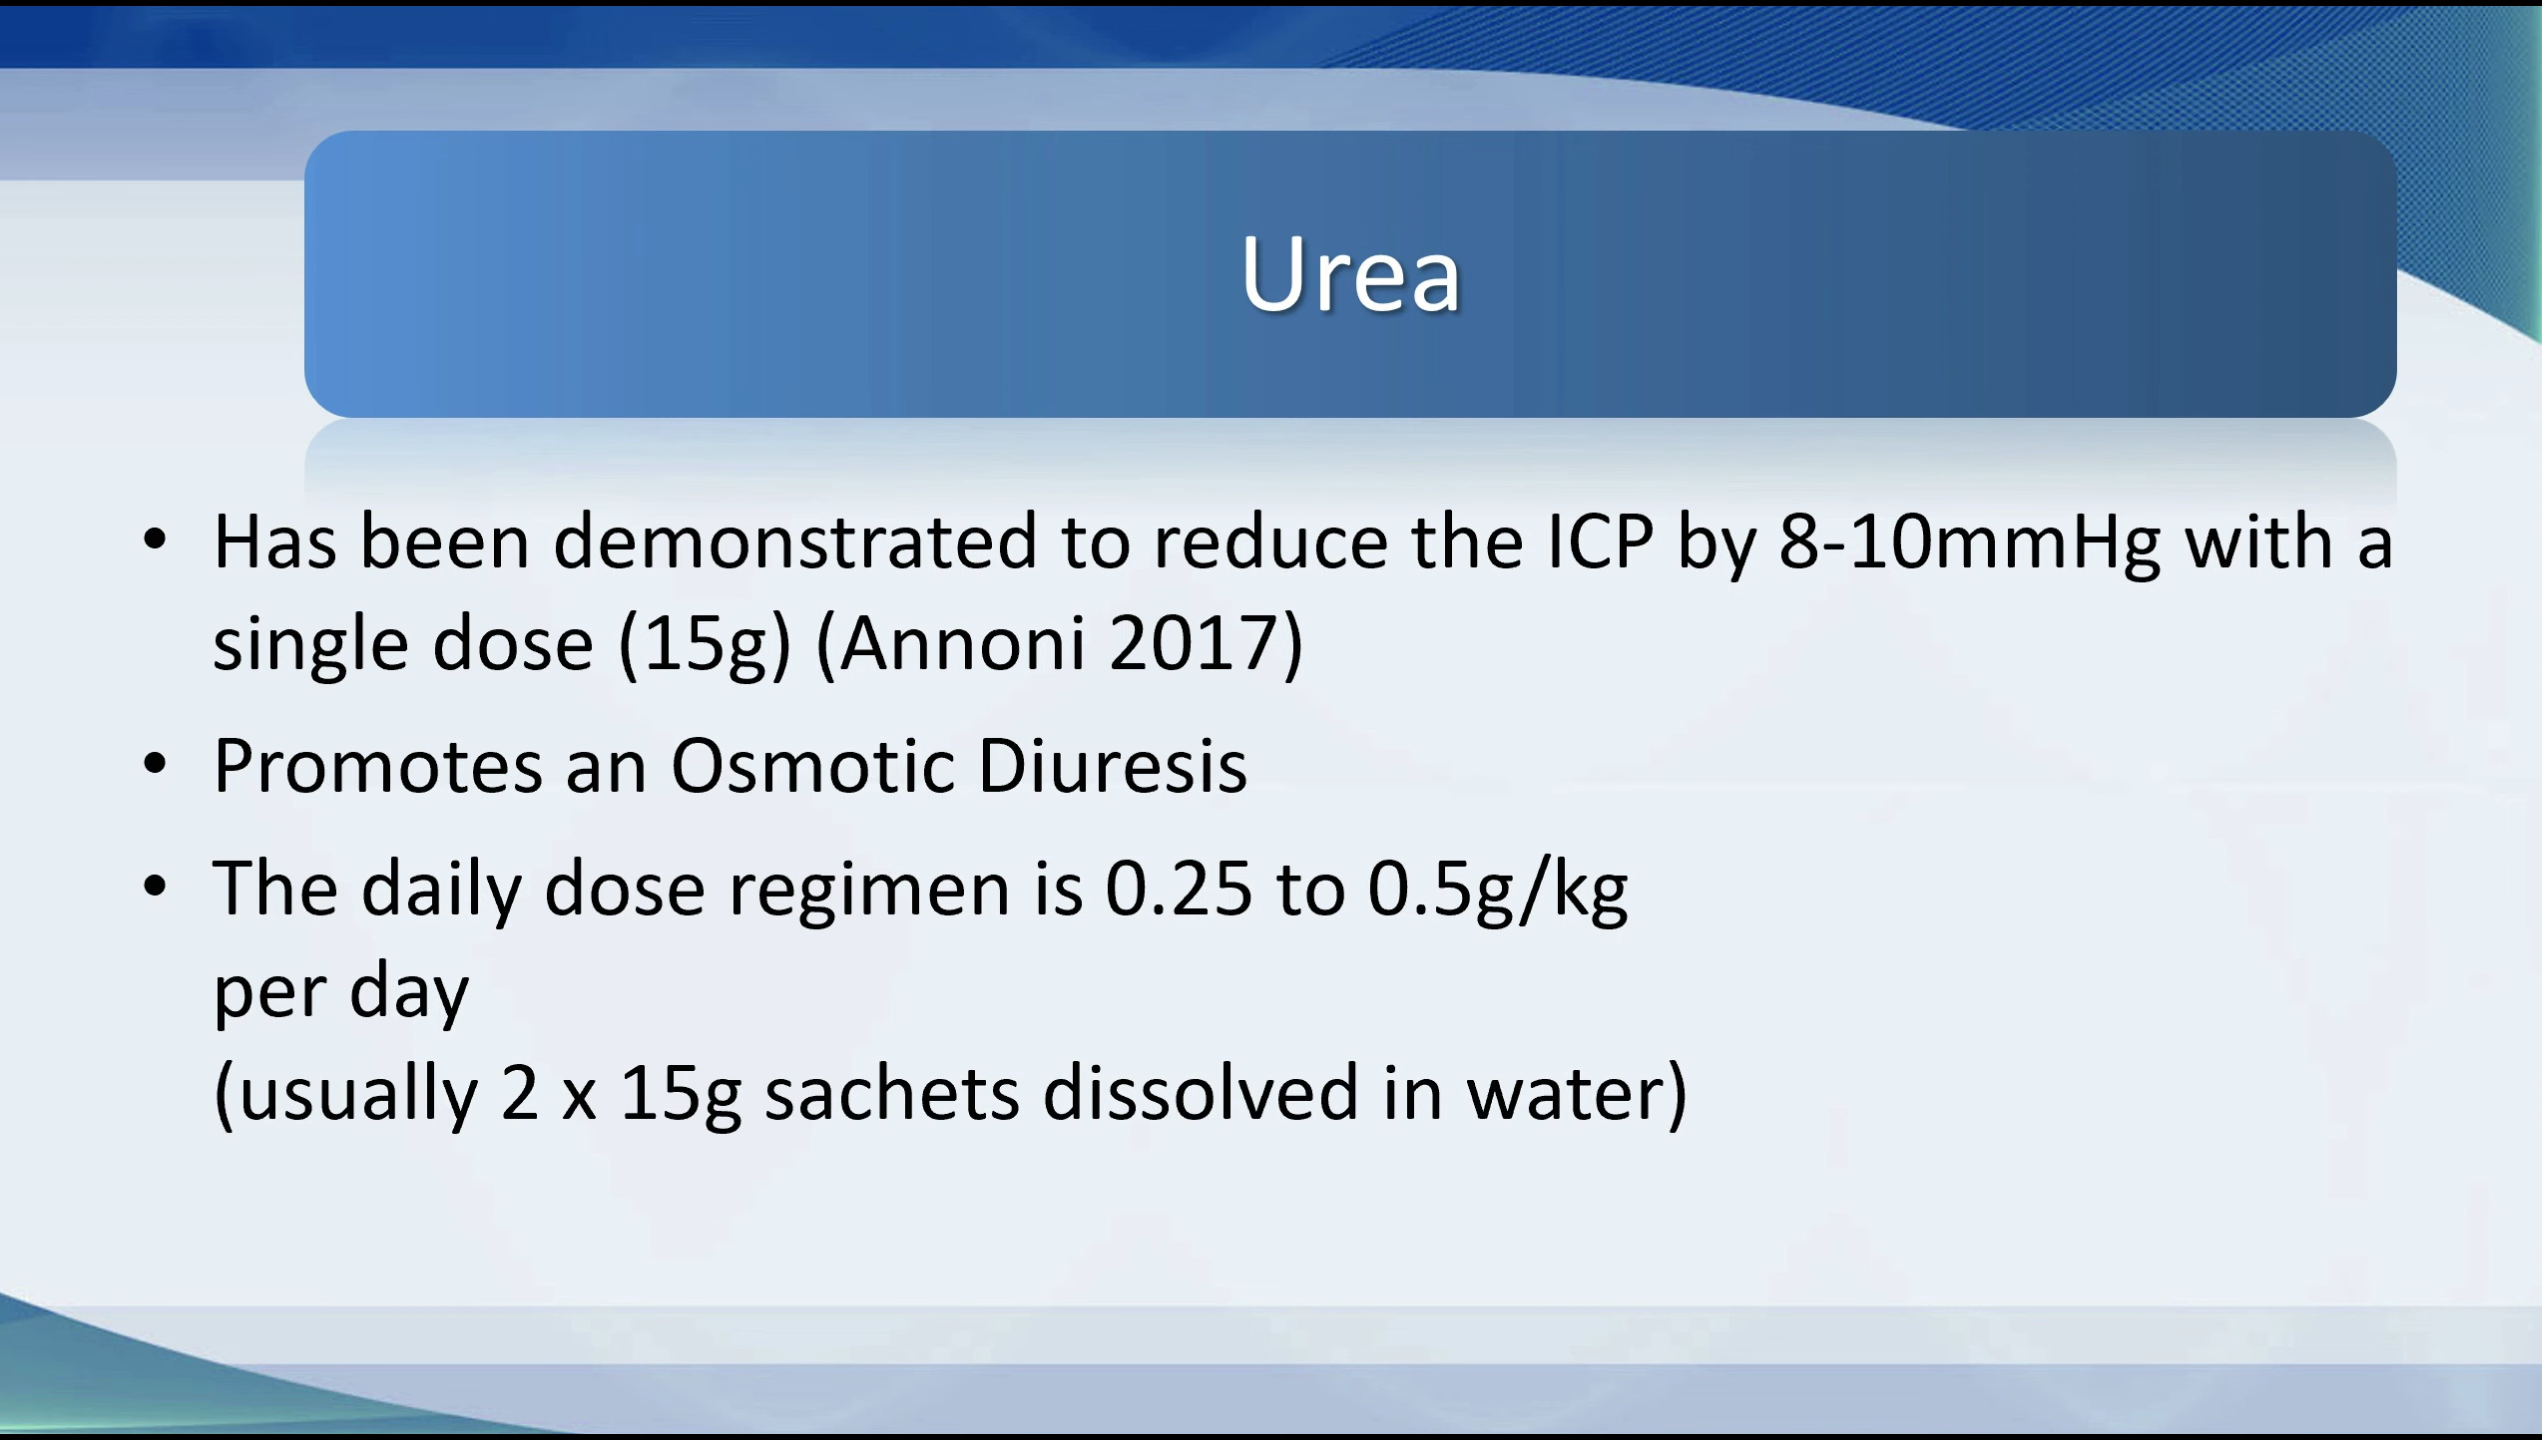 Urea
• Has been demonstrated to reduce the ICP by 8-10mmHg with a
single dose (15g) (Annoni 2017)
• Promotes an Osmotic Diuresis
• The daily dose regimen is 0.25 to 0.5g/kg
per day
(usually 2 x 15g sachets dissolved in water)